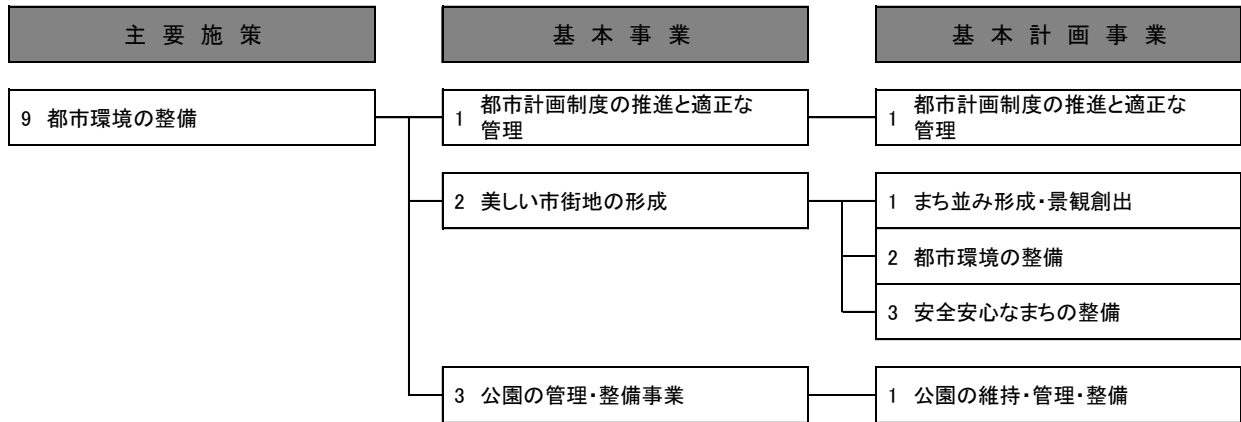 主要施策
基本事業
基本計画事業
9 都市環境の整備
1 都市計画制度の推進と適正な
管理
1 都市計画制度の推進と適正な
管理
2 美しい市街地の形成
1 まち並み形成・景観創出
2 都市環境の整備
3 安全安心なまちの整備
3 公園の管理・整備事業
1 公園の維持・管理・整備